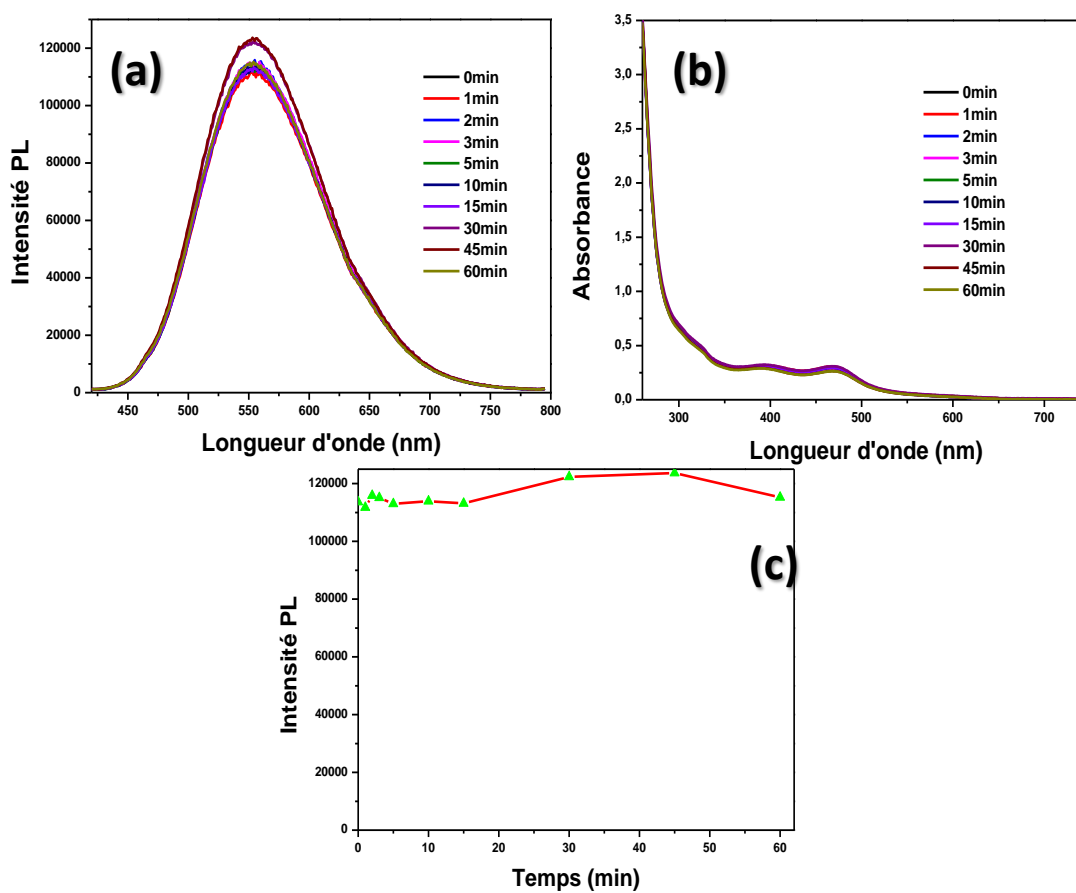 (a)
Intensité PL
120000
100000
80000
60000
40000
20000
0
450
500
550
600
650
700
750
800
Longueur d'onde (nm)
0min
1min
2min
3min
5min
10min
15min
30min
45min
60min
(b)
Absorbance
3,5
3,0
2,5
2,0
1,5
1,0
0,5
0,0
300
400
500
600
700
Longueur d'onde (nm)
0min
1min
2min
3min
5min
10min
15min
30min
45min
60min
(c)
Intensité PL
120000
100000
80000
60000
40000
20000
0
0
10
20
30
40
50
60
Temps (min)